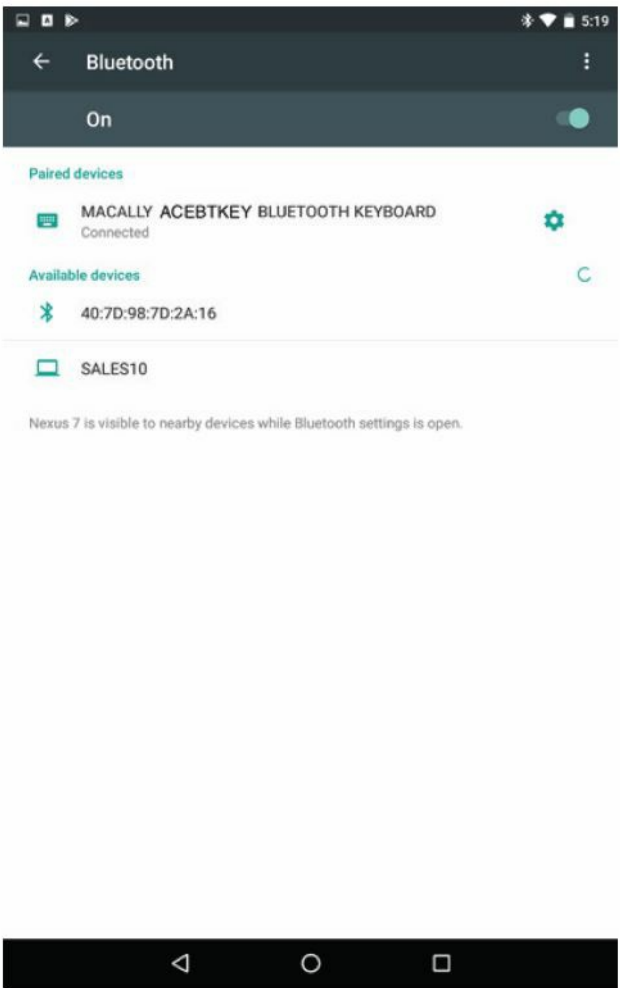 5:19
Bluetooth
On
Paired devices
MACALLY ACEBTKEY BLUETOOTH KEYBOARD
Connected
Available devices
40:7D:98:7D:2A:16
SALES10
Nexus 7 is visible to nearby devices while Bluetooth settings is open.